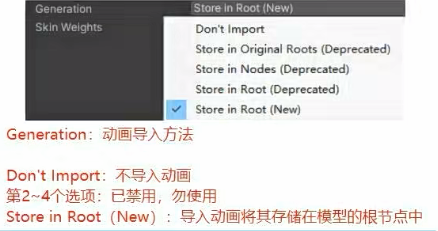 Generation
Store in Root (New)
Skin Weights
Don't Import
Store in Original Roots (Deprecated)
Store in Nodes (Deprecated)
Store in Root (Deprecated)
Store in Root (New)
Generation：动画导入方法
Don't Import：不导入动画
第2~4个选项：已禁用，勿使用
Store in Root（New）：导入动画将其存储在模型的根节点中